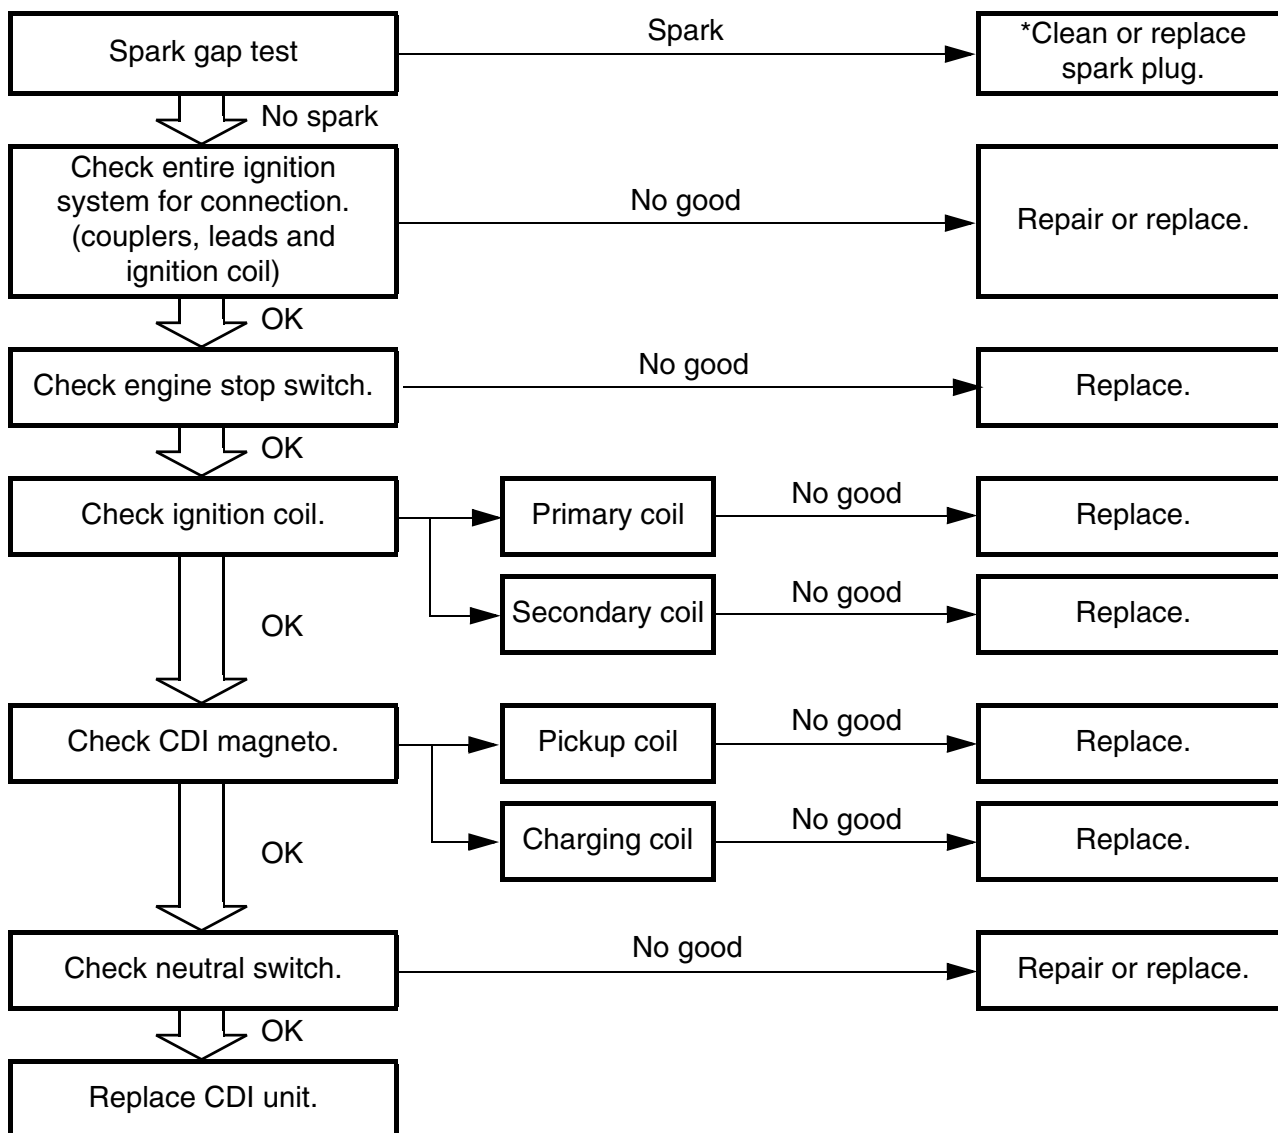 Spark gap test
Spark
*Clean or replace
spark plug.
No spark
Check entire ignition
system for connection.
(couplers, leads and
ignition coil)
No good
Repair or replace.
OK
Check engine stop switch.
No good
Replace.
OK
Check ignition coil.
Primary coil
No good
Replace.
Secondary coil
No good
Replace.
OK
Check CDI magneto.
Pickup coil
No good
Replace.
Charging coil
No good
Replace.
OK
Check neutral switch.
No good
Repair or replace.
OK
Replace CDI unit.